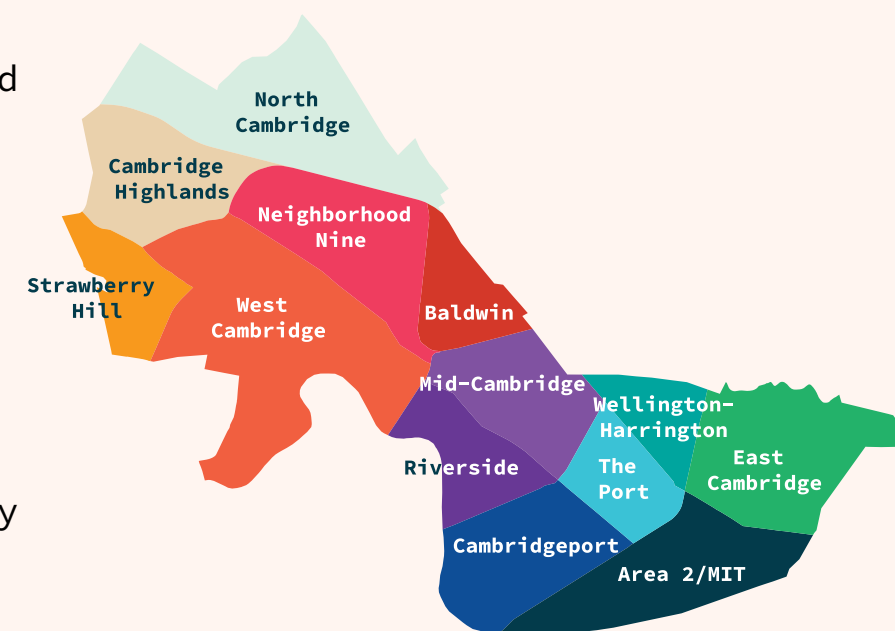 d
North
Cambridge
Cambridge
Highlands
Neighborhood
Nine
Strawberry
Hill
West
Cambridge
Baldwin
Mid-Cambridge
Wellington-
Harrington
Riverside
The
Port
East
Cambridge
y
Cambridgeport
Area 2/MIT